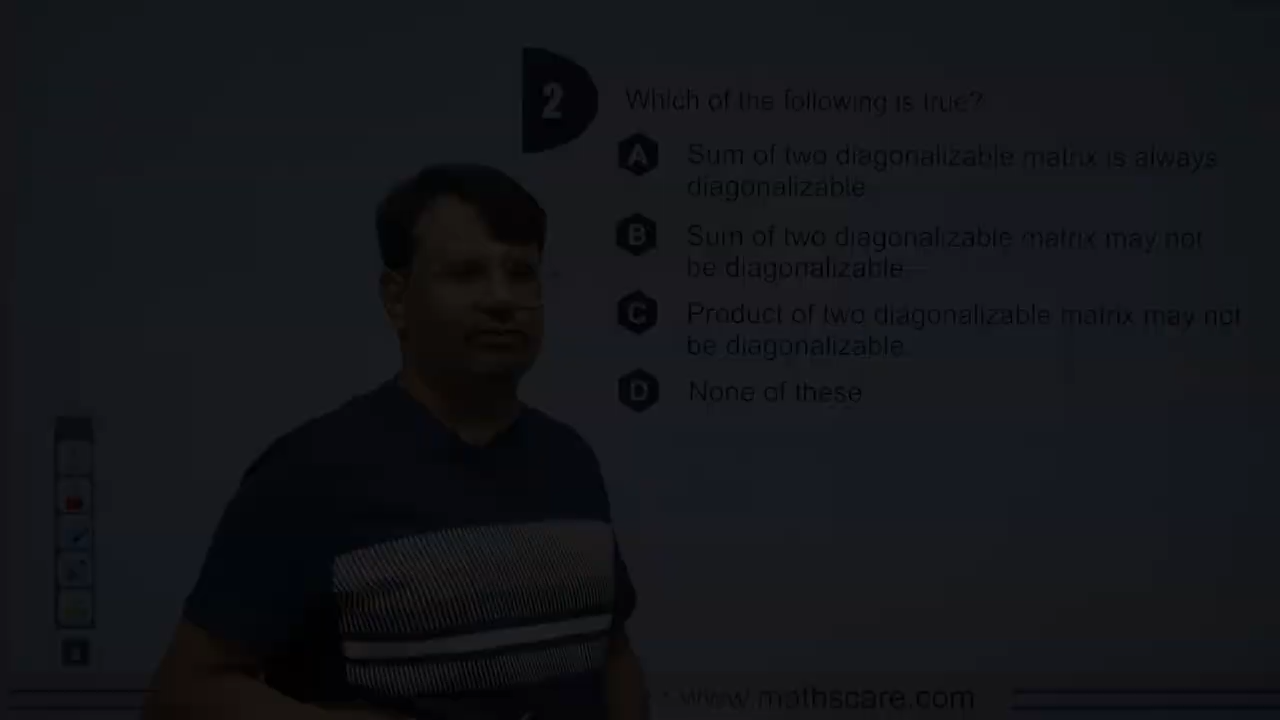 2
Which of the following is true?
A Sum of two diagonalizable matrix is always
diagonalizable
B Sum of two diagonalizable matrix may not
be diagonalizable
C Product of two diagonalizable matrix may not
be diagonalizable
D None of these
www.mathscare.com